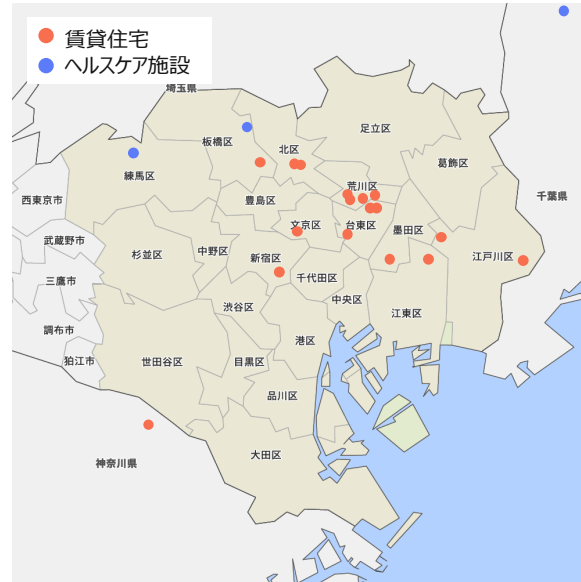 賃貸住宅
ヘルスケア施設
埼玉県
足立区
板橋区
北区
葛飾区
練馬区
荒川区
豊島区
西東京市
千葉県
文京区
台東区
墨田区
武蔵野市
杉並区
中野区
新宿区
江戸川区
千代田区
三鷹市
中央区
渋谷区
江東区
調布市
港区
狛江市
世田谷区
目黒区
品川区
大田区
神奈川県